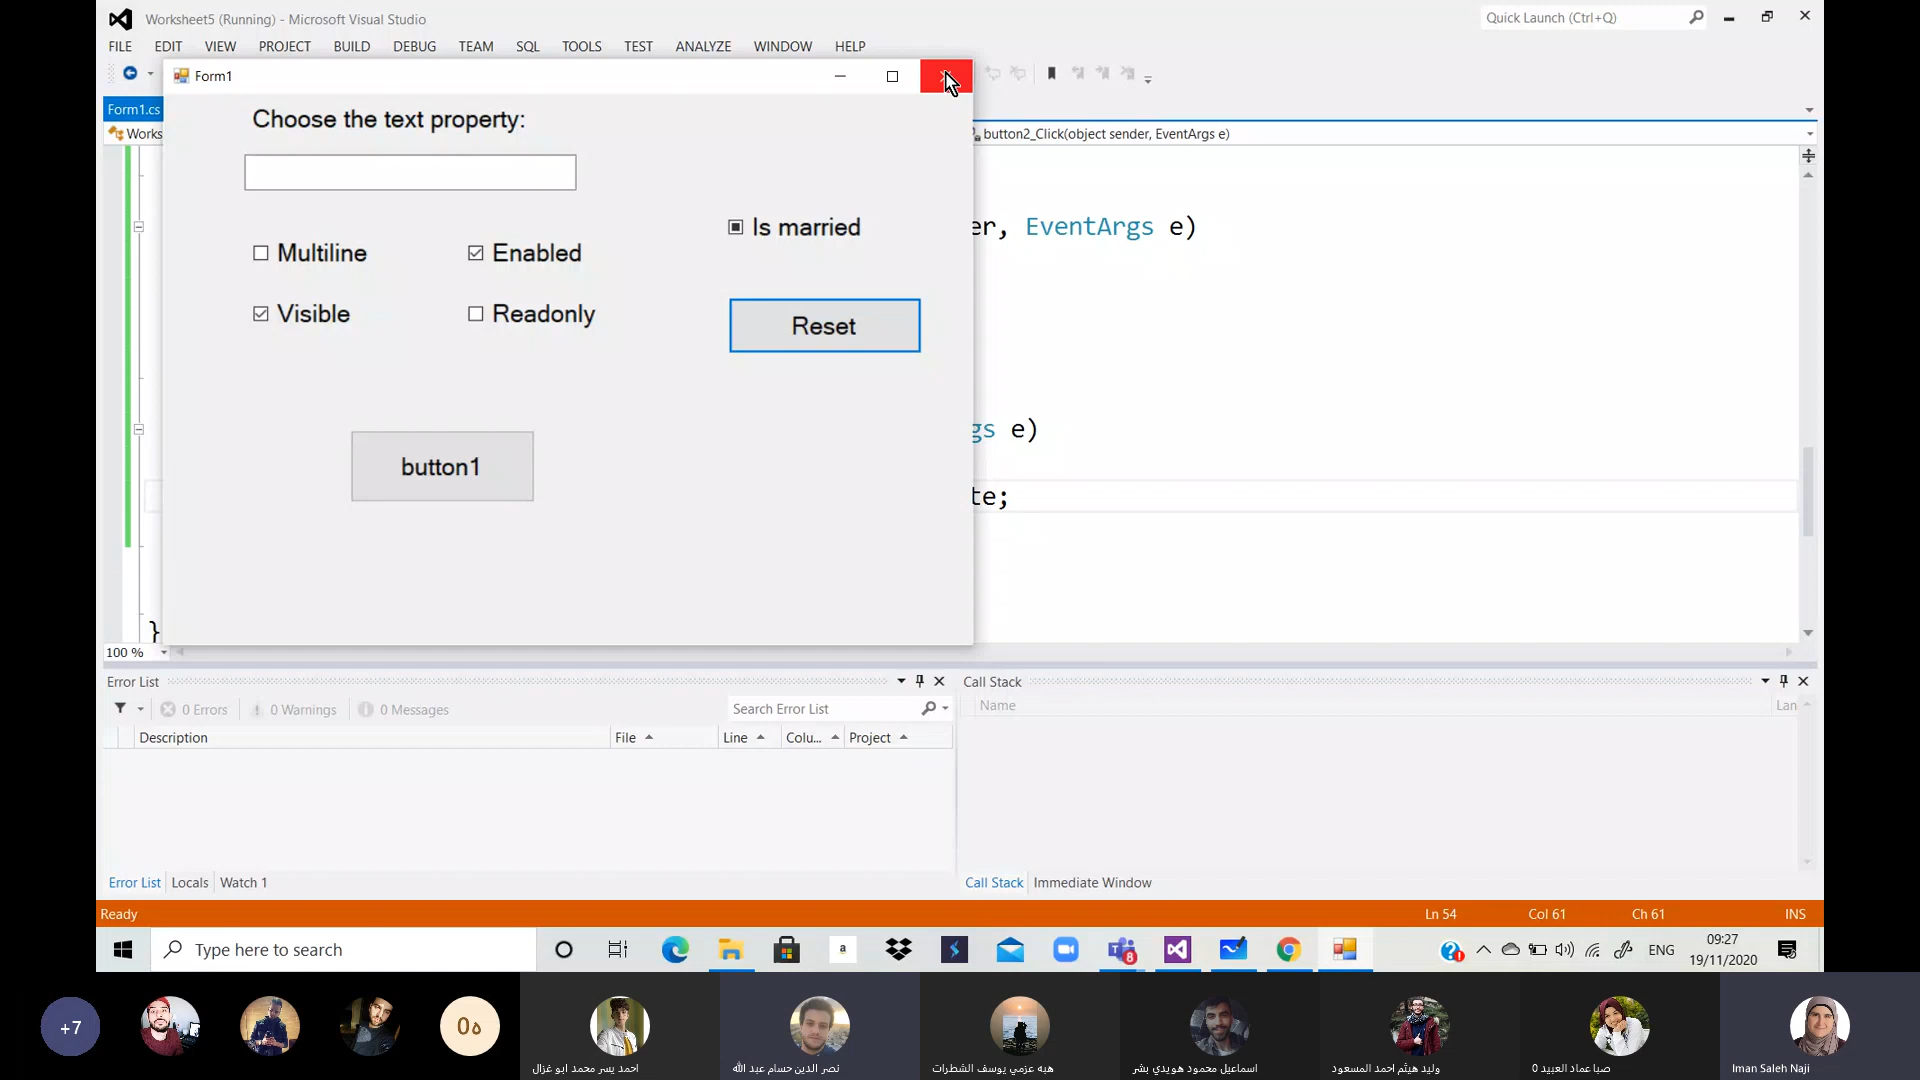 Worksheet5 (Running) - Microsoft Visual Studio
Quick Launch (Ctrl+Q)
FILE EDIT VIEW PROJECT BUILD DEBUG TEAM SQL TOOLS TEST ANALYZE WINDOW HELP
Form1
Form1.cs
Works
button2_Click(object sender, EventArgs e)
Choose the text property:
Is married
Multiline
Enabled
Visible
Readonly
Reset
button1
er, EventArgs e)
gs e)
te;
}
100 %
Error List
0 Errors
0 Warnings
0 Messages
Search Error List
Description File Line Colu... Project
Error List Locals Watch 1
Call Stack
Name Lan
Call Stack Immediate Window
Ready
Ln 54 Col 61 Ch 61 INS
Type here to search
a
8
ENG
09:27
19/11/2020
+7
احمد يسر محمد ابو غزال
نصر الدين حسام عبد الله
هبه عزمي يوسف الشطرات
اسماعيل محمود هويدي بشر
وليد هيثم احمد المسعود
صبا عماد العبيد 0
Iman Saleh Naji